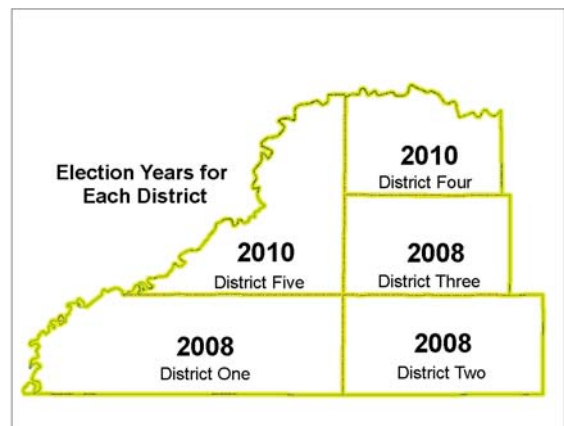 Election Years for
Each District
2010
District Four
2010
District Five
2008
District Three
2008
District One
2008
District Two